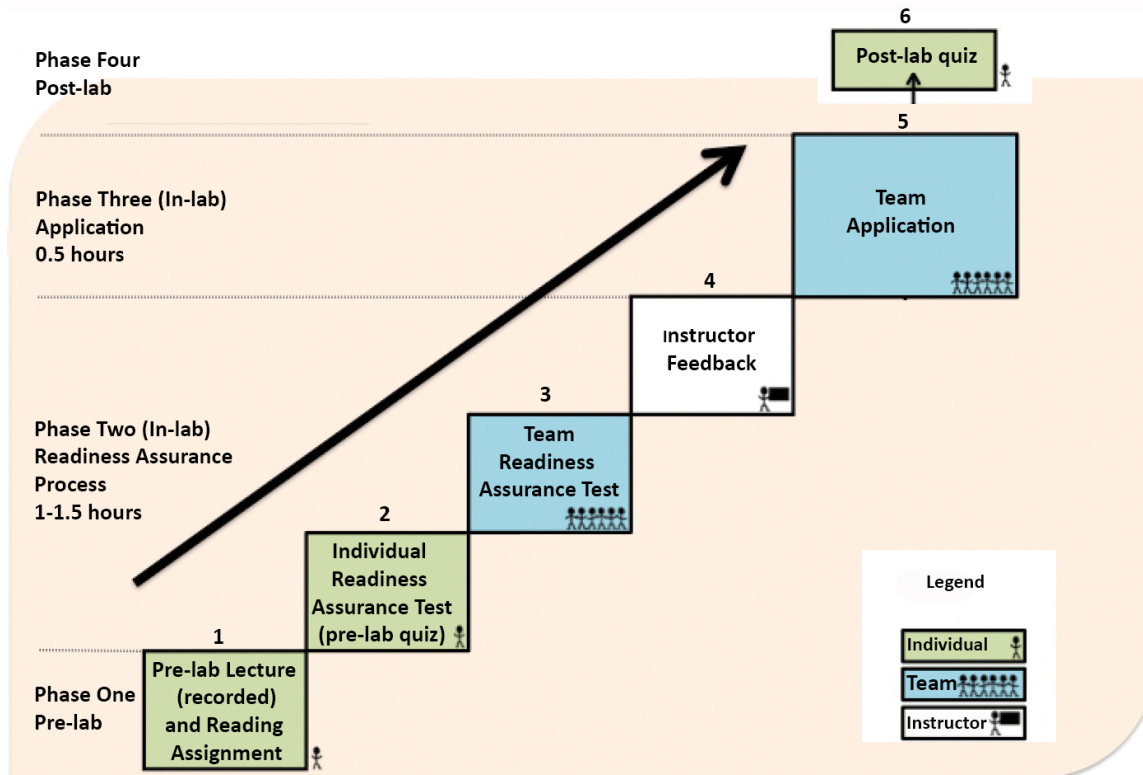 6
Phase Four
Post-lab
Post-lab quiz
5
Phase Three (In-lab)
Application
0.5 hours
Team
Application
4
Instructor
Feedback
3
Phase Two (In-lab)
Readiness Assurance
Process
1-1.5 hours
Team
Readiness
Assurance Test
2
Individual
Readiness
Assurance Test
(pre-lab quiz)
1
Phase One
Pre-lab
Pre-lab Lecture
(recorded)
and Reading
Assignment
Legend
Individual
Team
Instructor